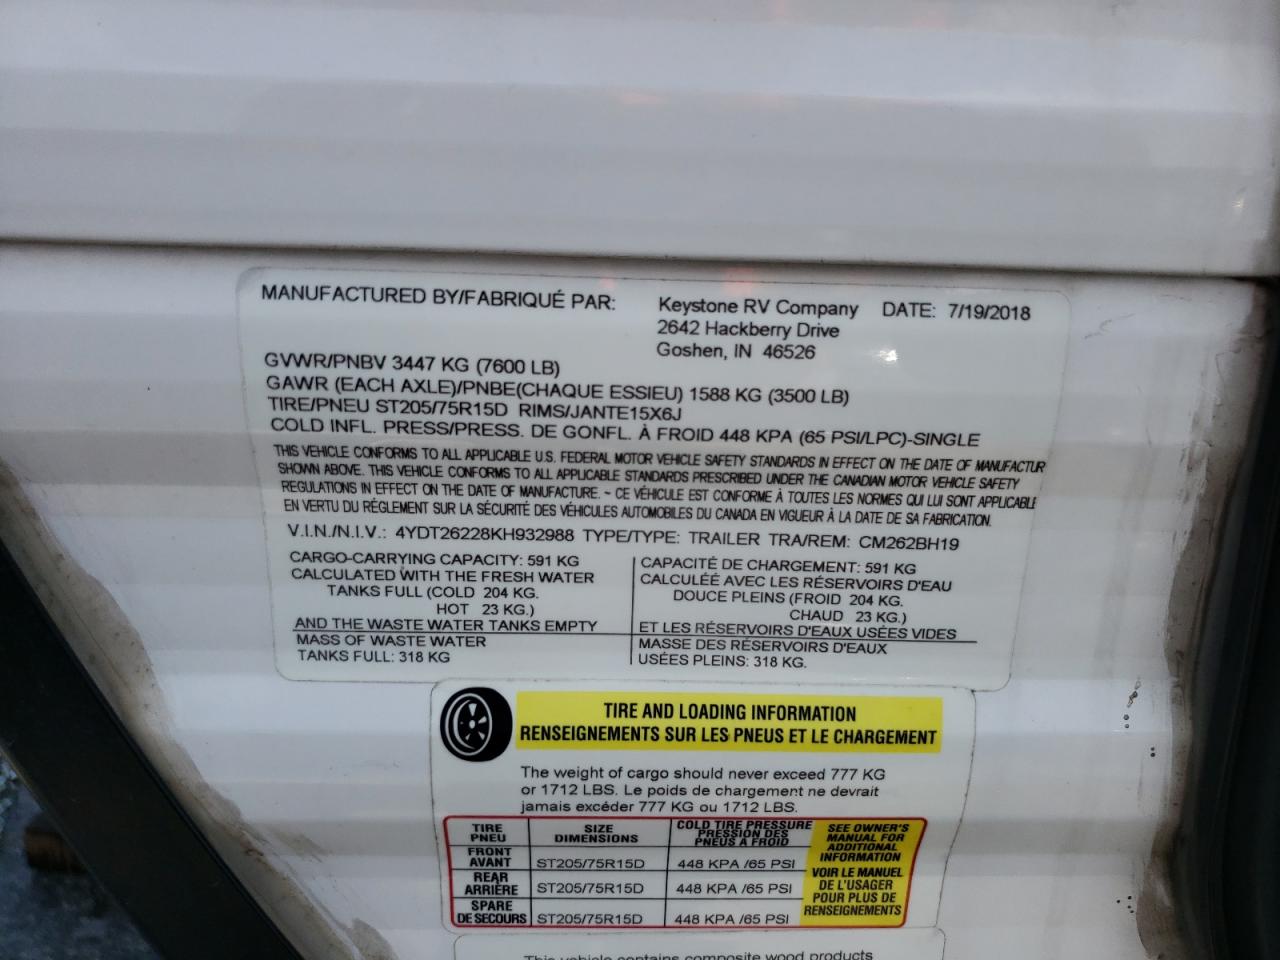 MANUFACTURED BY/FABRIQUÉ PAR: Keystone RV Company DATE: 7/19/2018
2642 Hackberry Drive
Goshen, IN 46526
GVWR/PNBV 3447 KG (7600 LB)
GAWR (EACH AXLE)/PNBE(CHAQUE ESSIEU) 1588 KG (3500 LB)
TIRE/PNEU ST205/75R15D RIMS/JANTE15X6J
COLD INFL. PRESS/PRESS. DE GONFL. À FROID 448 KPA (65 PSI/LPC)-SINGLE
THIS VEHICLE CONFORMS TO ALL APPLICABLE U.S. FEDERAL MOTOR VEHICLE SAFETY STANDARDS IN EFFECT ON THE DATE OF MANUFACTUR
SHOWN ABOVE. THIS VEHICLE CONFORMS TO ALL APPLICABLE STANDARDS PRESCRIBED UNDER THE CANADIAN MOTOR VEHICLE SAFETY
REGULATIONS IN EFFECT ON THE DATE OF MANUFACTURE. ~ CE VÉHICULE EST CONFORME À TOUTES LES NORMES QUI LUI SONT APPLICABLE
EN VERTU DU RÉGLEMENT SUR LA SÉCURITÉ DES VÉHICULES AUTOMOBILES DU CANADA EN VIGUEUR À LA DATE DE SA FABRICATION.
V.I.N./N.I.V.: 4YDT26228KH932988 TYPE/TYPE: TRAILER TRA/REM: CM262BH19
CARGO-CARRYING CAPACITY: 591 KG
CALCULATED WITH THE FRESH WATER
TANKS FULL (COLD 204 KG.
HOT 23 KG.)
AND THE WASTE WATER TANKS EMPTY
MASS OF WASTE WATER
TANKS FULL: 318 KG
CAPACITÉ DE CHARGEMENT: 591 KG
CALCULÉE AVEC LES RÉSERVOIRS D'EAU
DOUCE PLEINS (FROID 204 KG.
CHAUD 23 KG.)
ET LES RÉSERVOIRS D'EAUX USÉES VIDES
MASSE DES RÉSERVOIRS D'EAUX
USÉES PLEINS: 318 KG.
TIRE AND LOADING INFORMATION
RENSEIGNEMENTS SUR LES PNEUS ET LE CHARGEMENT
The weight of cargo should never exceed 777 KG
or 1712 LBS. Le poids de chargement ne devrait
jamais excéder 777 KG ou 1712 LBS.
TIRE
PNEU
SIZE
DIMENSIONS
COLD TIRE PRESSURE
PRESSION DES
PNEUS A FROID
FRONT
AVANT
ST205/75R15D 448 KPA /65 PSI
REAR
ARRIÈRE
ST205/75R15D 448 KPA /65 PSI
SPARE
DE SECOURS
ST205/75R15D 448 KPA /65 PSI
SEE OWNER'S
MANUAL FOR
ADDITIONAL
INFORMATION
VOIR LE MANUEL
DE L'USAGER
POUR PLUS DE
RENSEIGNEMENTS
This vehicle contains composite wood products